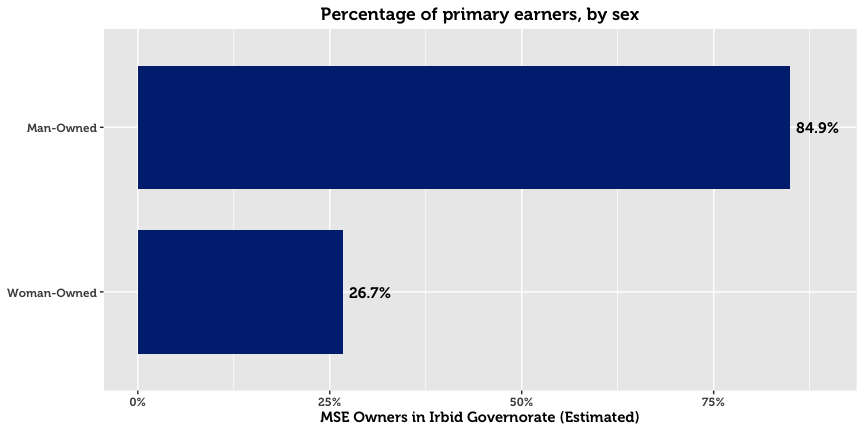 Percentage of primary earners, by sex
Man-Owned
84.9%
Woman-Owned
26.7%
0% 25% 50% 75%
MSE Owners in Irbid Governorate (Estimated)